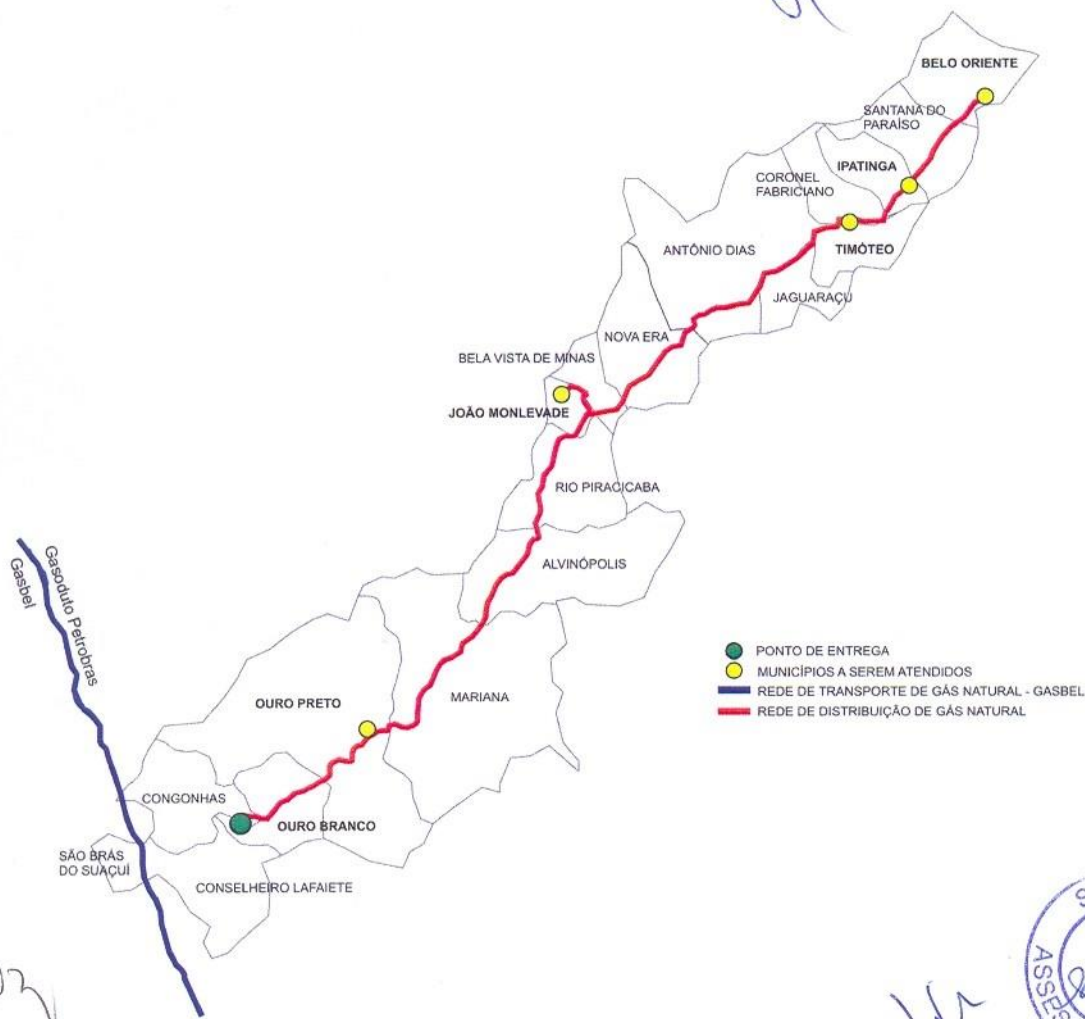 BELO ORIENTE
SANTANA DO
PARAÍSO
IPATINGA
CORONEL
FABRICIANO
TIMÓTEO
ANTÔNIO DIAS
JAGUARAÇU
NOVA ERA
BELA VISTA DE MINAS
JOÃO MONLEVADE
RIO PIRACICABA
ALVINÓPOLIS
Gasoduto Petrobras
Gasbel
OURO PRETO
MARIANA
PONTO DE ENTREGA
MUNICÍPIOS A SEREM ATENDIDOS
REDE DE TRANSPORTE DE GÁS NATURAL - GASBEL
REDE DE DISTRIBUIÇÃO DE GÁS NATURAL
CONGONHAS
OURO BRANCO
SÃO BRÁS
DO SUAÇUÍ
CONSELHEIRO LAFAIETE